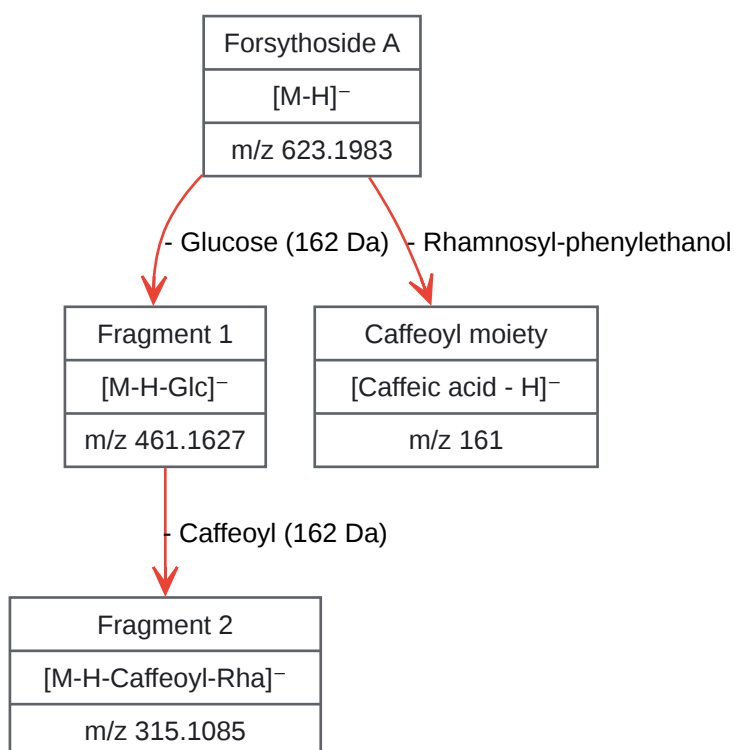 Forsythoside A
[M-H]⁻
m/z 623.1983
- Glucose (162 Da)
- Rhamnosyl-phenylethanol
Fragment 1
[M-H-Glc]⁻
m/z 461.1627
Caffeoyl moiety
[Caffeic acid - H]⁻
m/z 161
- Caffeoyl (162 Da)
Fragment 2
[M-H-Caffeoyl-Rha]⁻
m/z 315.1085